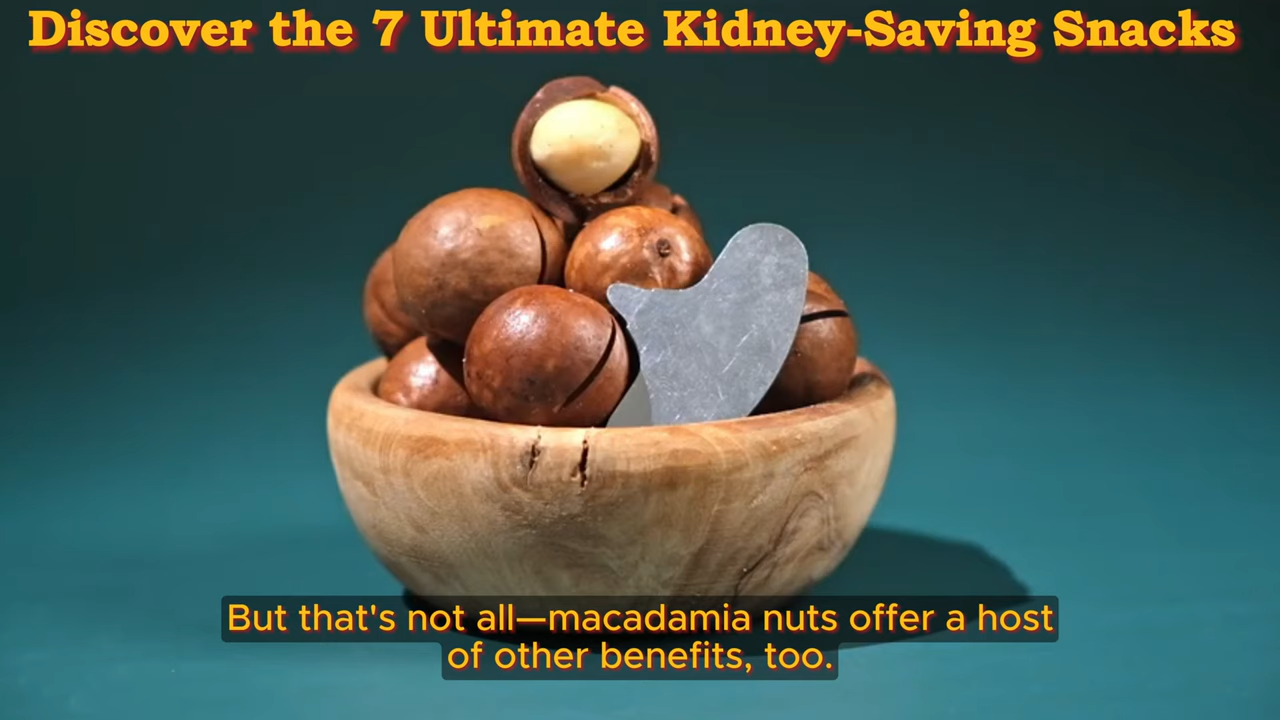 Discover the 7 Ultimate Kidney-Saving Snacks
But that's not all—macadamia nuts offer a host
of other benefits, too.